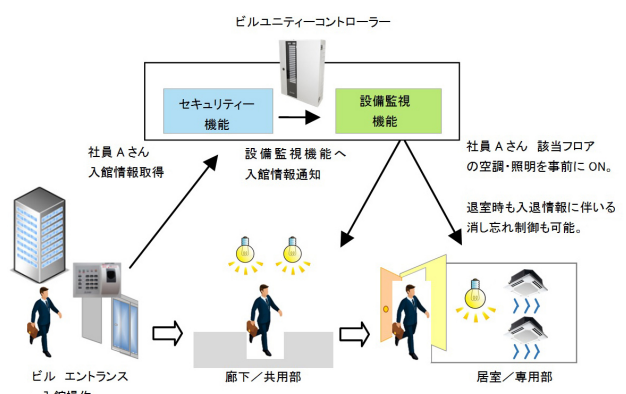 ビルユニティーコントローラー
セキュリティー
機能
設備監視
機能
社員Aさん
入館情報取得
設備監視機能へ
入館情報通知
社員Aさん 該当フロア
の空調・照明を事前にON。
退室時も入退情報に伴いる
消し忘れ制御も可能。
ビル エントランス
入館操作
廊下／共用部
居室／専用部